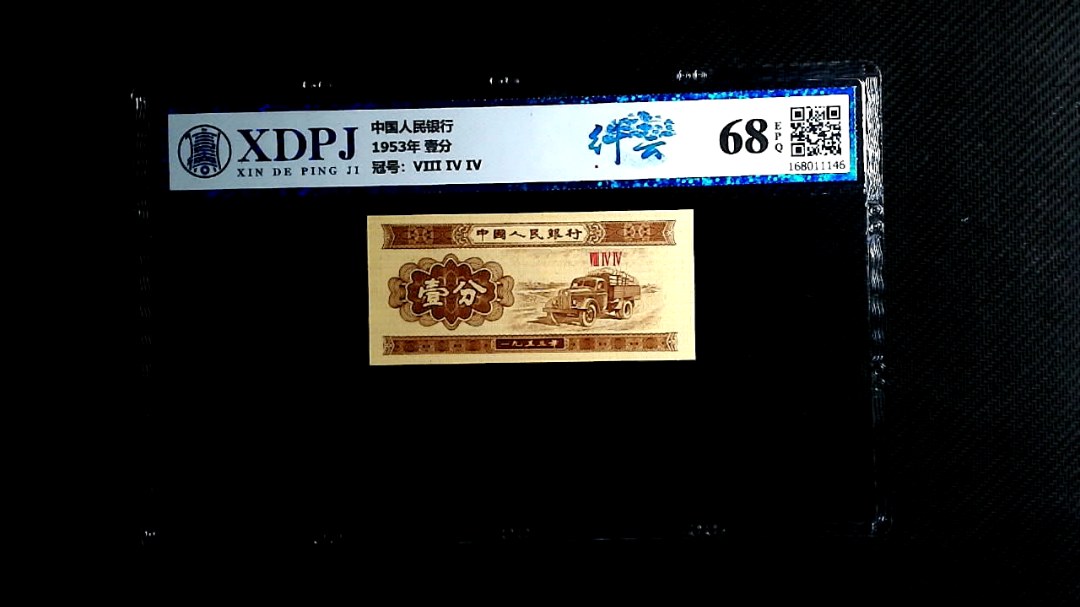 XDPJ
XIN DE PING JI
中国人民银行
1953年 壹分
冠号：VIII IV IV
68
EPQ
168011146
中國人民銀行
VIII IV IV
壹分
一九五三年